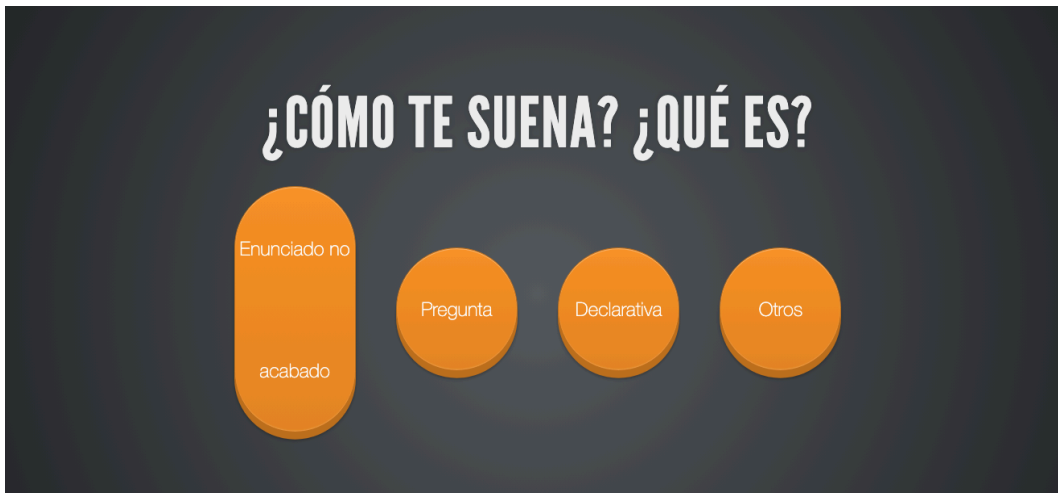 ¿CÓMO TE SUENA? ¿QUÉ ES?
Enunciado no
acabado
Pregunta
Declarativa
Otros